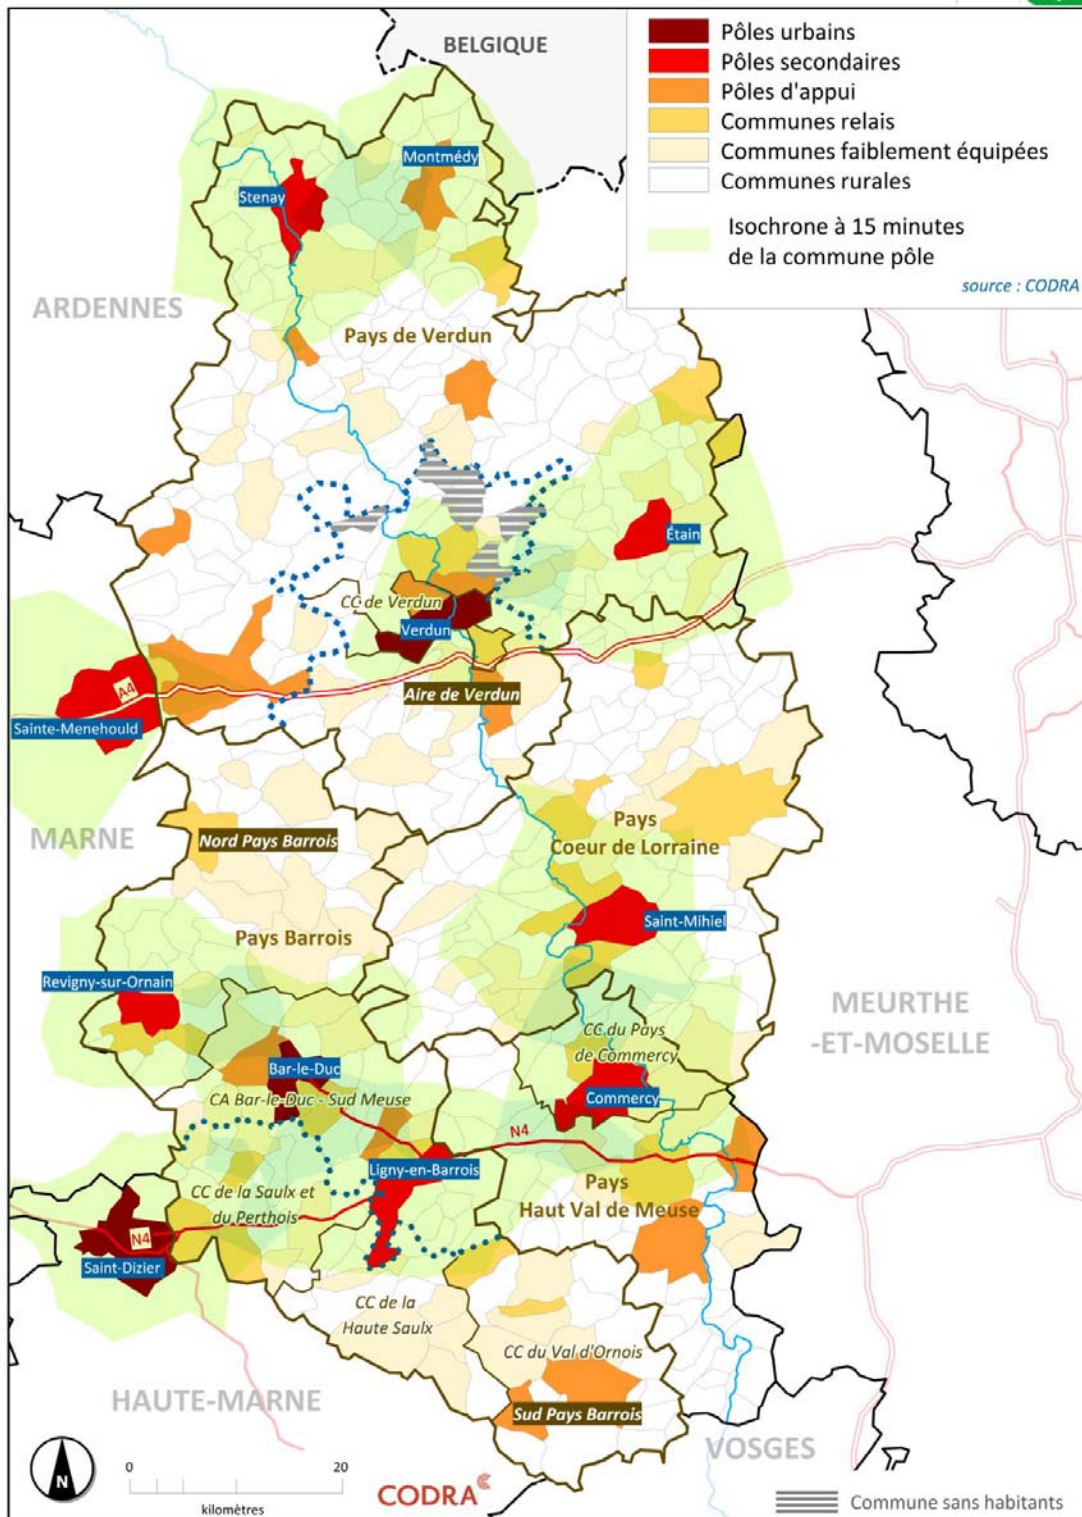 BELGIQUE
Pôles urbains
Pôles secondaires
Pôles d'appui
Communes relais
Communes faiblement équipées
Communes rurales
Isochrone à 15 minutes
de la commune pôle
source : CODRA
Montmédy
Stenay
ARDENNES
Pays de Verdun
Étain
CC de Verdun
Verdun
A4
Aire de Verdun
Sainte-Menehould
MARNE
Nord Pays Barrois
Pays
Coeur de Lorraine
Saint-Mihiel
Pays Barrois
Revigny-sur-Ornain
MEURTHE
-ET-MOSELLE
CC du Pays
de Commercy
Bar-le-Duc
CA Bar-le-Duc - Sud Meuse
Commercy
N4
Ligny-en-Barrois
CC de la Saulx et
du Perthois
Pays
Haut Val de Meuse
N4
Saint-Dizier
CC de la
Haute Saulx
CC du Val d'Ornois
HAUTE-MARNE
Sud Pays Barrois
VOSGES
N
0 20
kilomètres
CODRA
Commune sans habitants